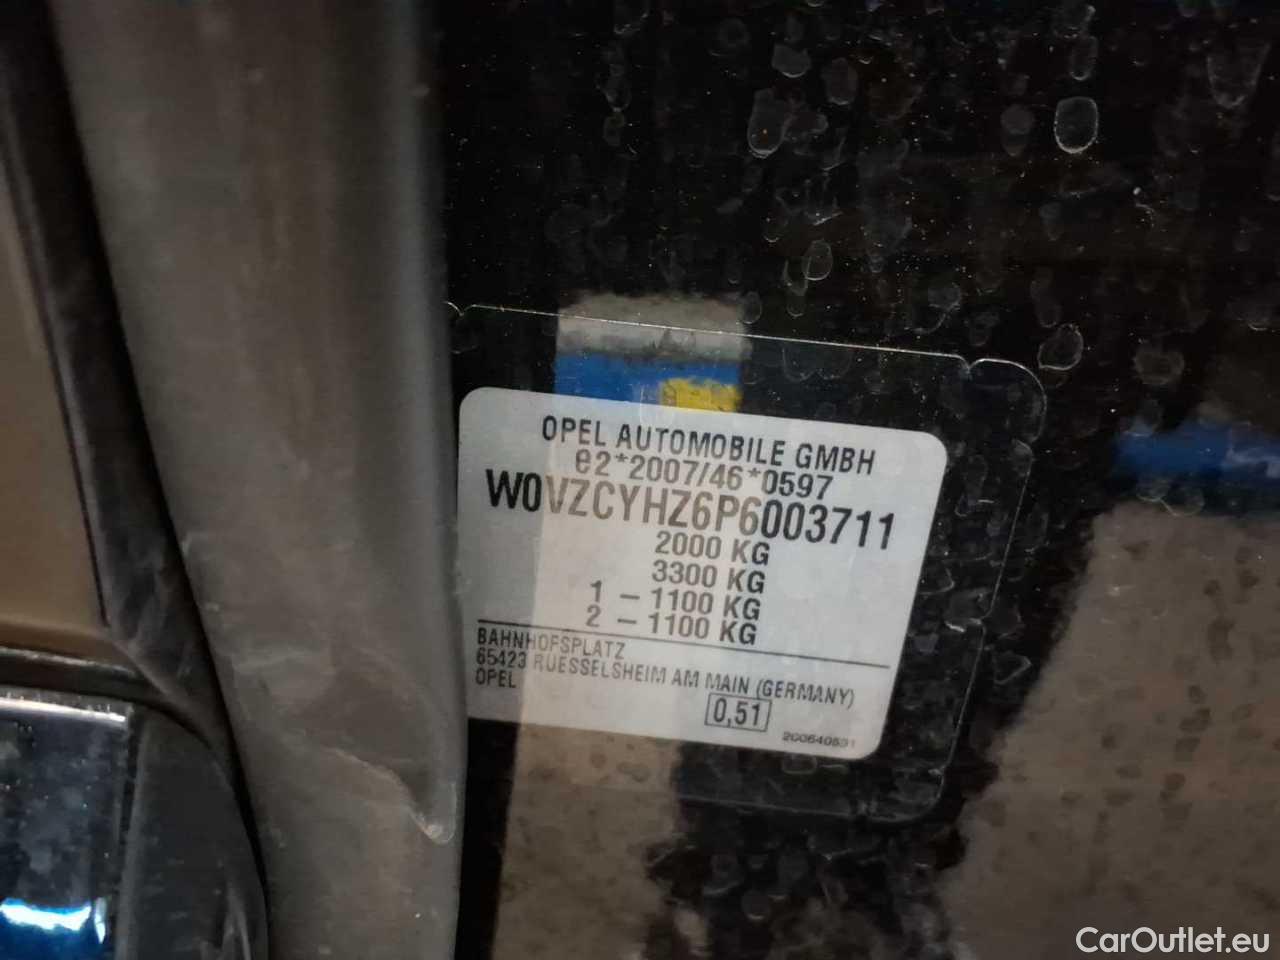 OPEL AUTOMOBILE GMBH
e2*2007/46*0597
W0VZCYHZ6P6003711
2000 KG
3300 KG
1 - 1100 KG
2 - 1100 KG
BAHNHOFSPLATZ
65423 RUESSELSHEIM AM MAIN (GERMANY)
OPEL
0,51
200640531
CarOutlet.eu